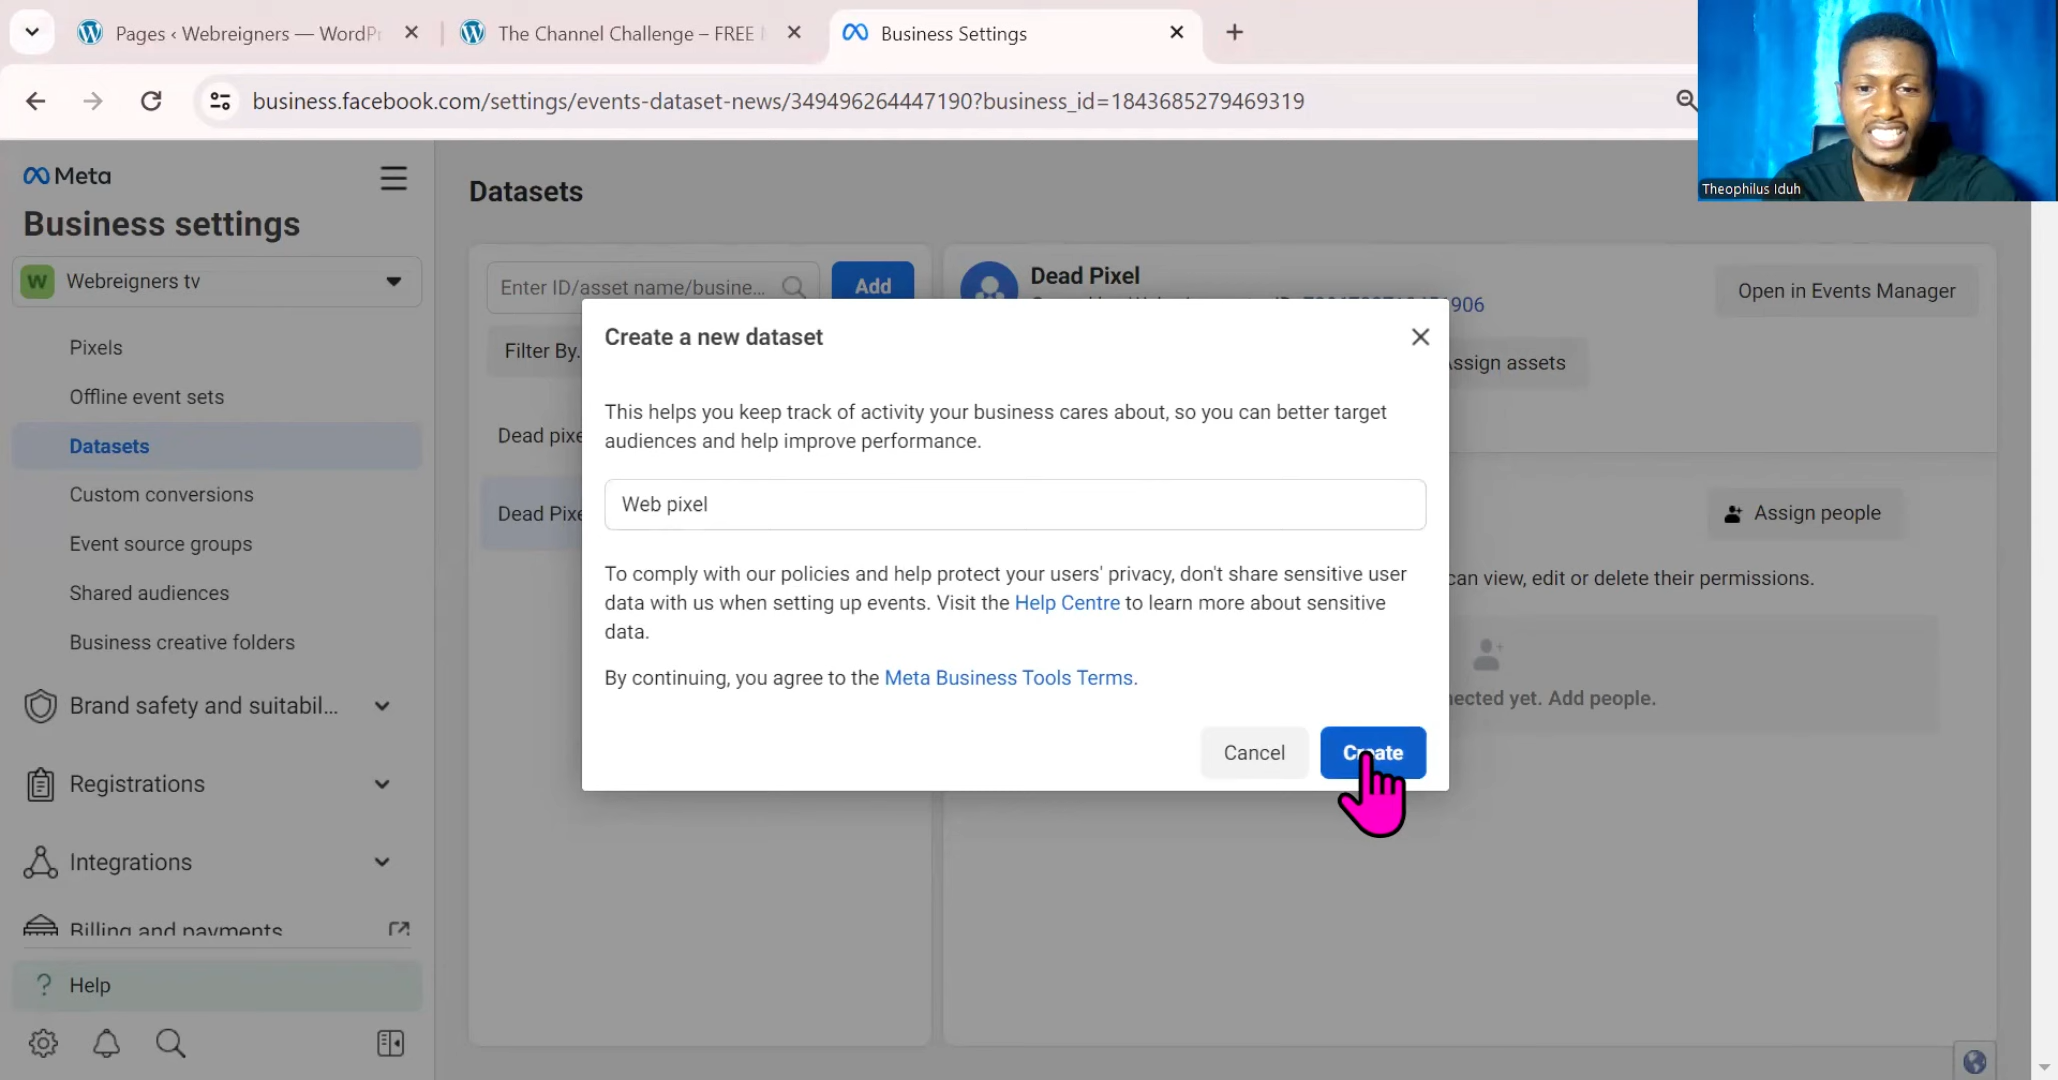 Pages ‹ Webreigners — WordPr
The Channel Challenge – FREE
Business Settings
business.facebook.com/settings/events-dataset-news/349496264447190?business_id=1843685279469319
Theophilus Iduh
Meta
Business settings
W Webreigners tv
Pixels
Offline event sets
Datasets
Custom conversions
Event source groups
Shared audiences
Business creative folders
Brand safety and suitabil...
Registrations
Integrations
Billing and payments
? Help
Datasets
Enter ID/asset name/busine...
Add
Filter By.
Dead pixe
Dead Pixe
Dead Pixel
906
Open in Events Manager
Assign assets
Assign people
can view, edit or delete their permissions.
nected yet. Add people.
Create a new dataset
This helps you keep track of activity your business cares about, so you can better target
audiences and help improve performance.
Web pixel
To comply with our policies and help protect your users' privacy, don't share sensitive user
data with us when setting up events. Visit the Help Centre to learn more about sensitive
data.
By continuing, you agree to the Meta Business Tools Terms.
Cancel
Create